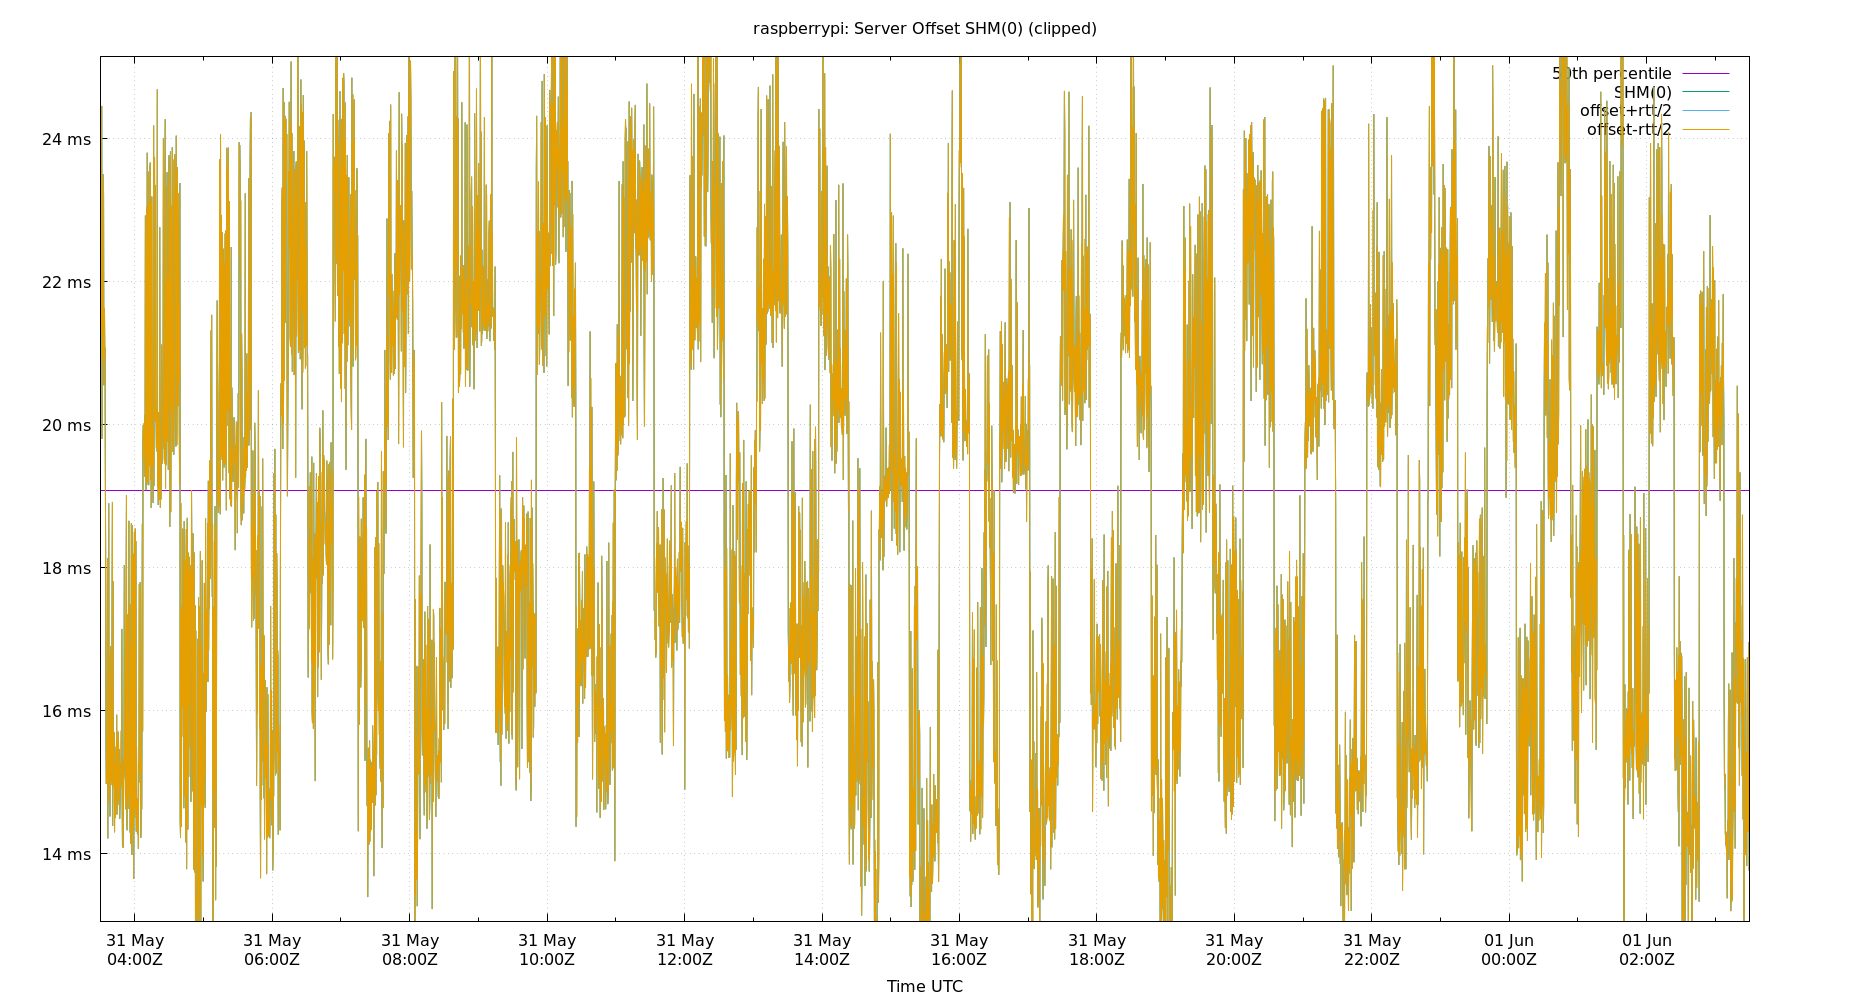 raspberrypi: Server Offset SHM(0) (clipped)
50th percentile
SHM(0)
offset+rtt/2
offset-rtt/2
24 ms
22 ms
20 ms
18 ms
16 ms
14 ms
31 May 31 May 31 May 31 May 31 May 31 May 31 May 31 May 31 May 31 May 01 Jun 01 Jun
04:00Z 06:00Z 08:00Z 10:00Z 12:00Z 14:00Z 16:00Z 18:00Z 20:00Z 22:00Z 00:00Z 02:00Z
Time UTC